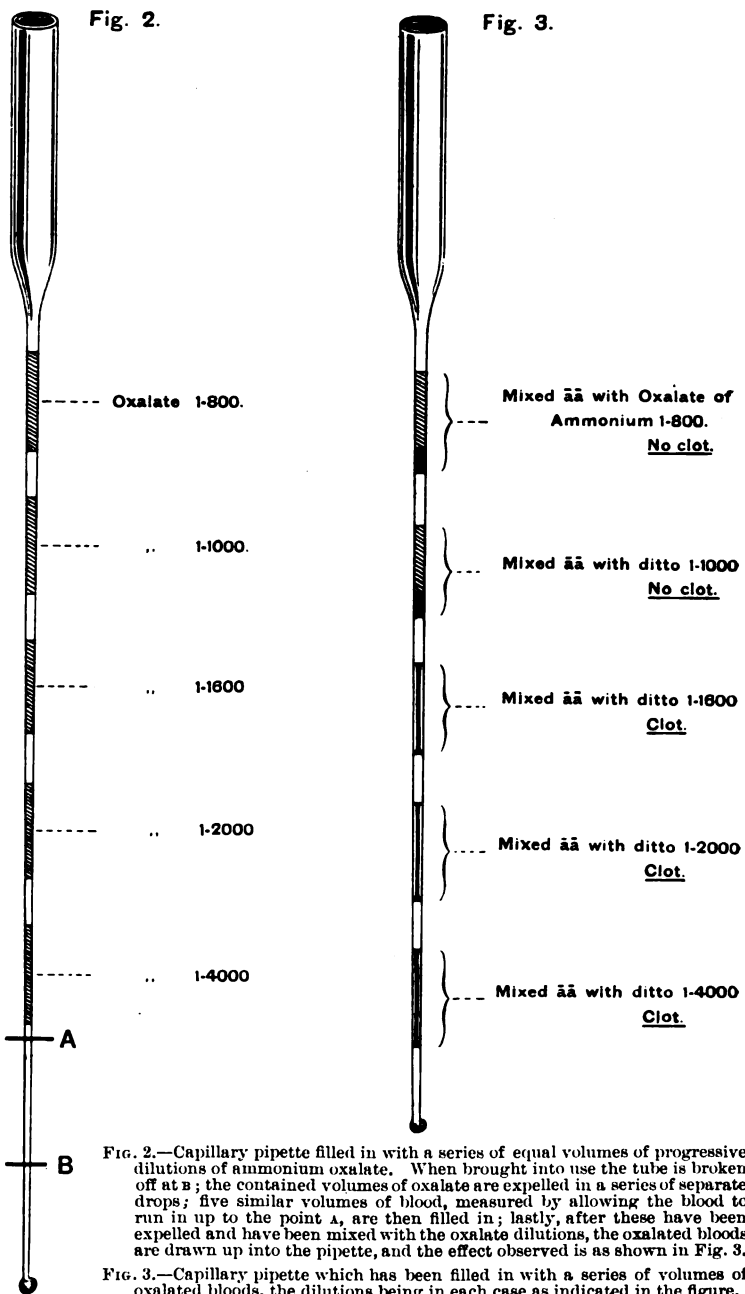 Fig. 2.
Oxalate 1-800.
,, 1-1000.
,, 1-1600
,, 1-2000
,, 1-4000
A
B
Fig. 3.
Mixed āā with Oxalate of
Ammonium 1-800.
No clot.
Mixed āā with ditto 1-1000
No clot.
Mixed āā with ditto 1-1600
Clot.
Mixed āā with ditto 1-2000
Clot.
Mixed āā with ditto 1-4000
Clot.
FIG. 2.—Capillary pipette filled in with a series of equal volumes of progressive
dilutions of ammonium oxalate. When brought into use the tube is broken
off at B; the contained volumes of oxalate are expelled in a series of separate
drops; five similar volumes of blood, measured by allowing the blood to
run in up to the point A, are then filled in; lastly, after these have been
expelled and have been mixed with the oxalate dilutions, the oxalated bloods
are drawn up into the pipette, and the effect observed is as shown in Fig. 3.
FIG. 3.—Capillary pipette which has been filled in with a series of volumes of
oxalated bloods, the dilutions being in each case as indicated in the figure.